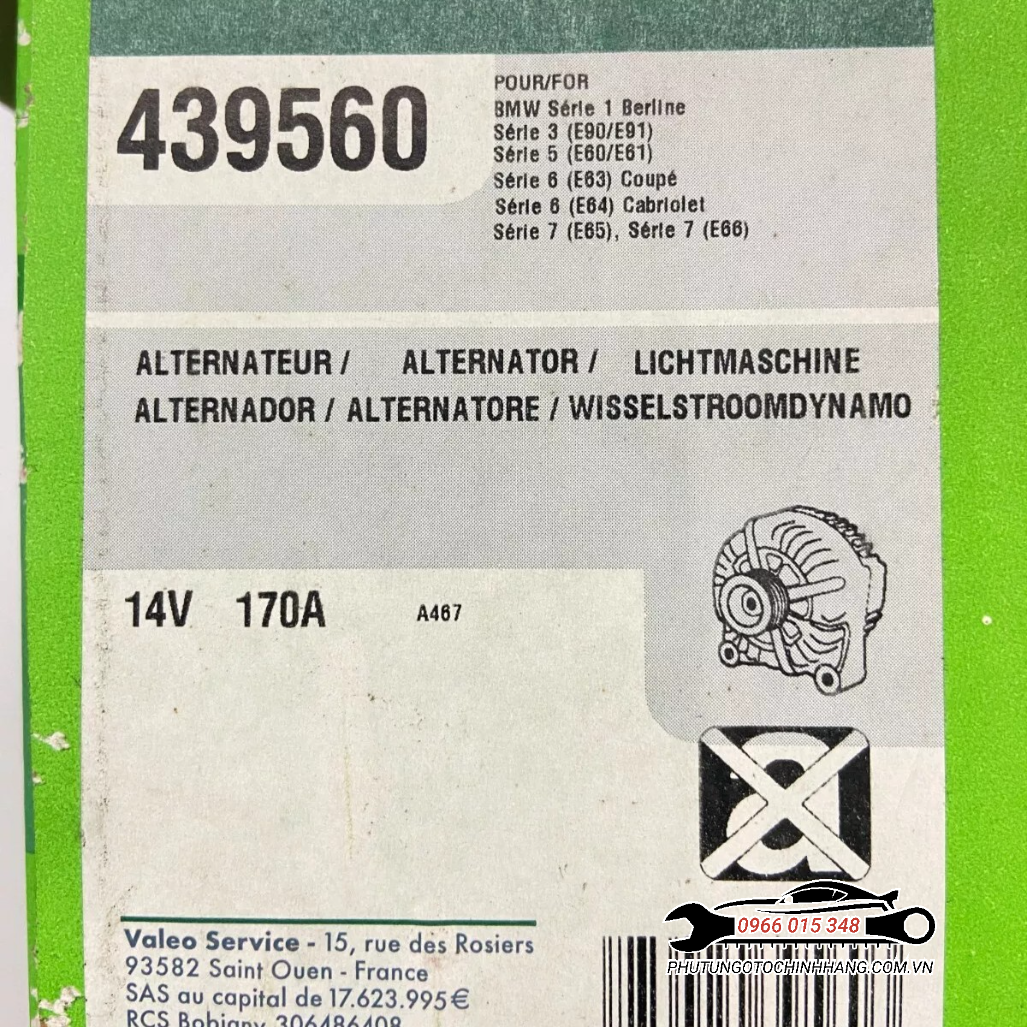 439560
POUR/FOR
BMW Série 1 Berline
Série 3 (E90/E91)
Série 5 (E60/E61)
Série 6 (E63) Coupé
Série 6 (E64) Cabriolet
Série 7 (E65), Série 7 (E66)
ALTERNATEUR / ALTERNATOR / LICHTMASCHINE
ALTERNADOR / ALTERNATORE / WISSELSTROOMDYNAMO
14V 170A A467
a
Valeo Service - 15, rue des Rosiers
93582 Saint Ouen - France
SAS au capital de 17.623.995€
RCS Bobigny 306486408
0966 015 348
PHUTUNGOTOCHINHHANG.COM.VN